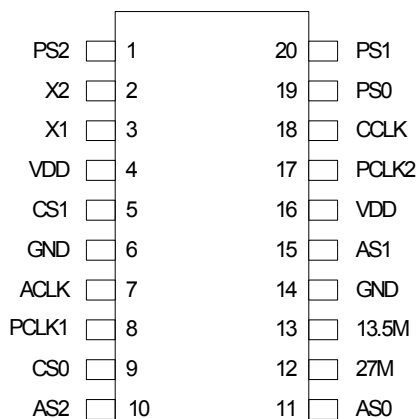 PS2 1 20 PS1
X2 2 19 PS0
X1 3 18 CCLK
VDD 4 17 PCLK2
CS1 5 16 VDD
GND 6 15 AS1
ACLK 7 14 GND
PCLK1 8 13 13.5M
CS0 9 12 27M
AS2 10 11 AS0